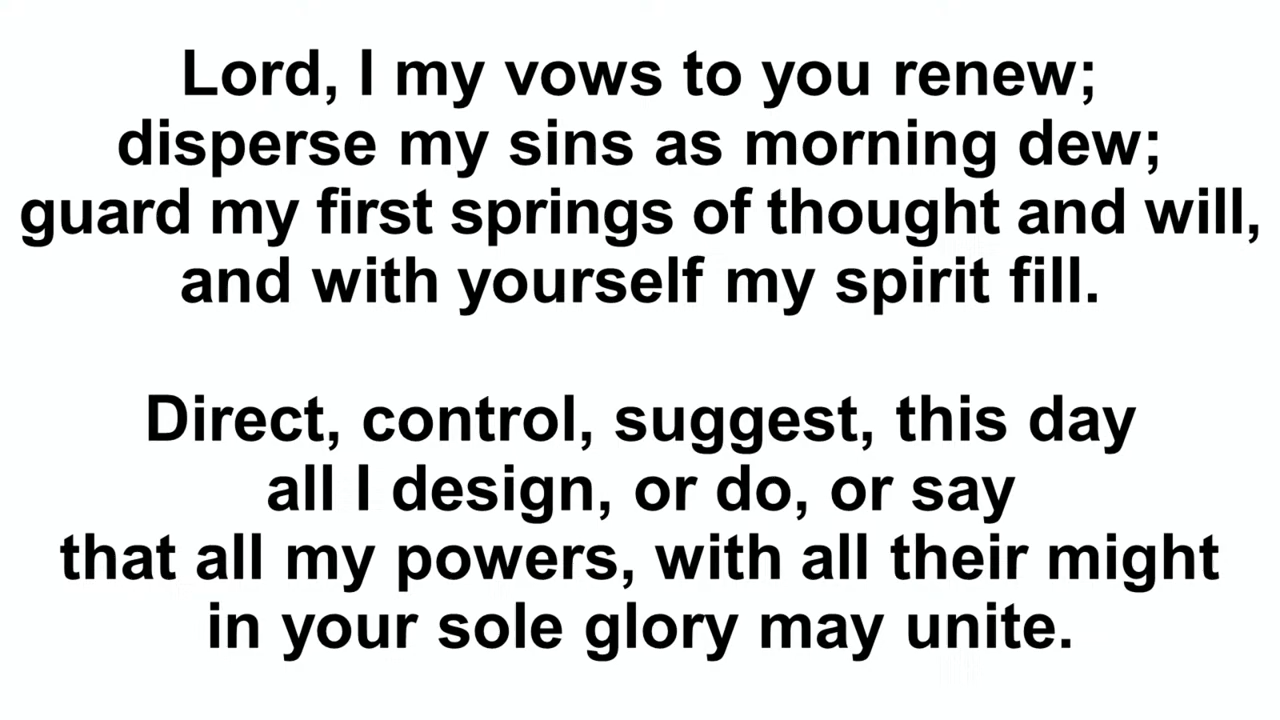 Lord, I my vows to you renew;
disperse my sins as morning dew;
guard my first springs of thought and will,
and with yourself my spirit fill.
Direct, control, suggest, this day
all I design, or do, or say
that all my powers, with all their might
in your sole glory may unite.